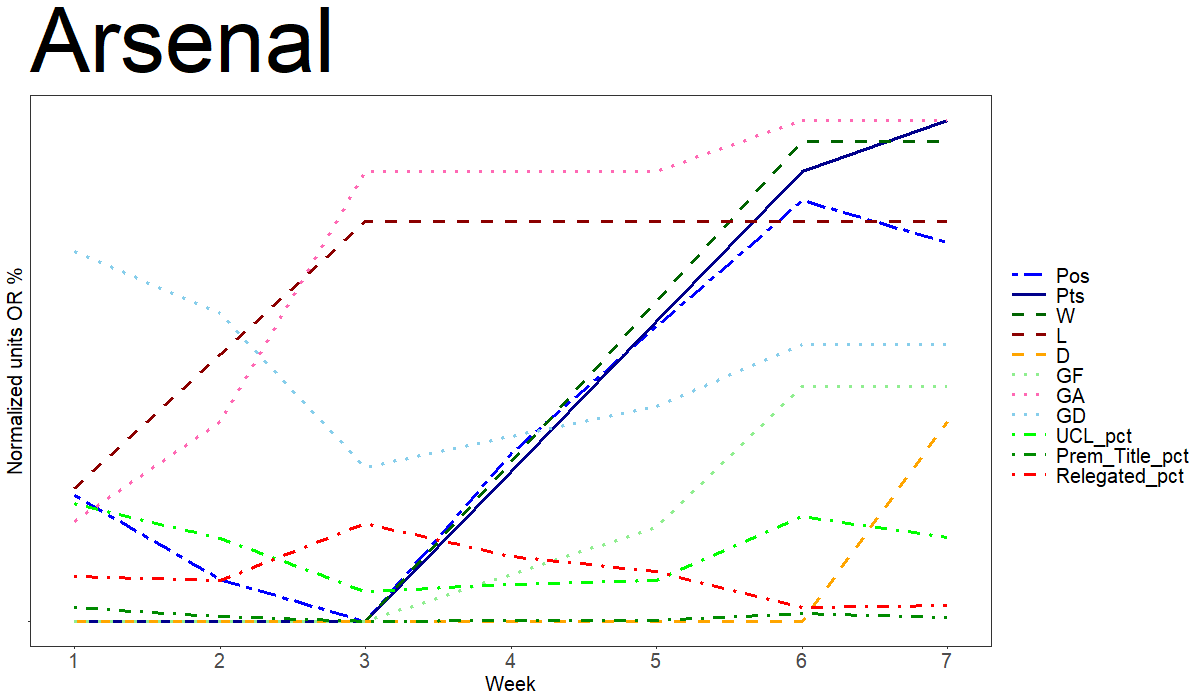 Arsenal
Normalized units OR %
Pos
Pts
W
L
D
GF
GA
GD
UCL_pct
Prem_Title_pct
Relegated_pct
1 2 3 4 5 6 7
Week